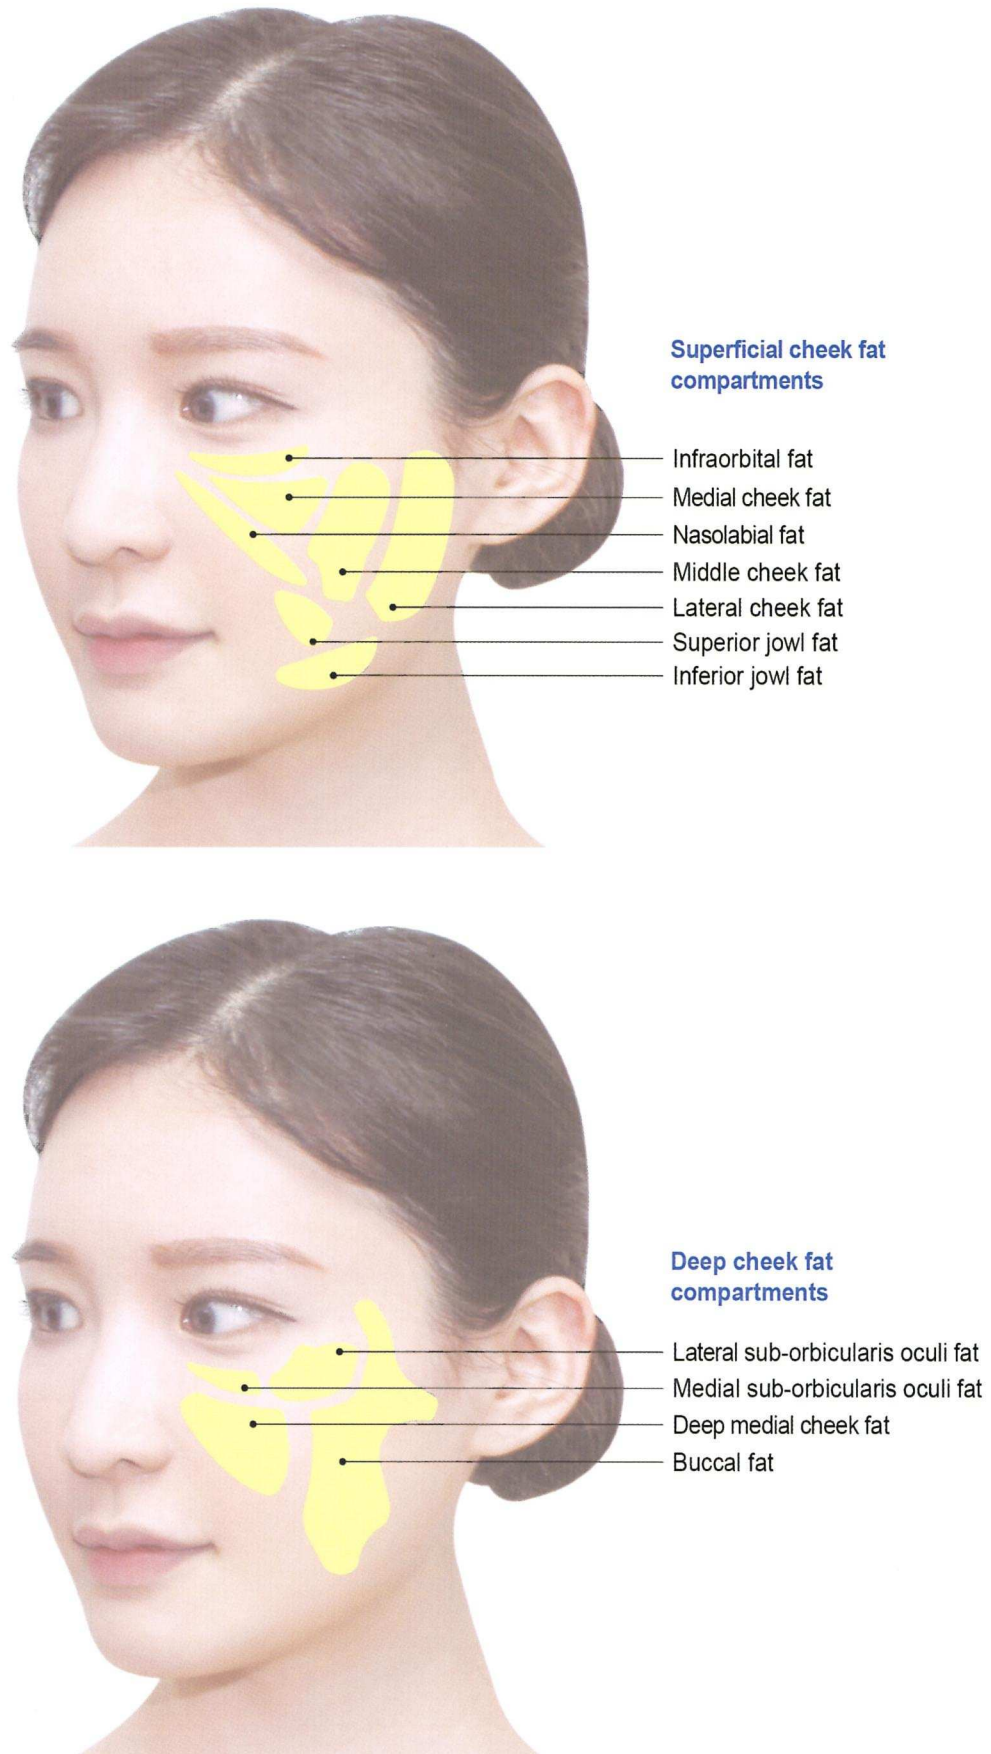 Superficial cheek fat
compartments
Infraorbital fat
Medial cheek fat
Nasolabial fat
Middle cheek fat
Lateral cheek fat
Superior jowl fat
Inferior jowl fat
Deep cheek fat
compartments
Lateral sub-orbicularis oculi fat
Medial sub-orbicularis oculi fat
Deep medial cheek fat
Buccal fat